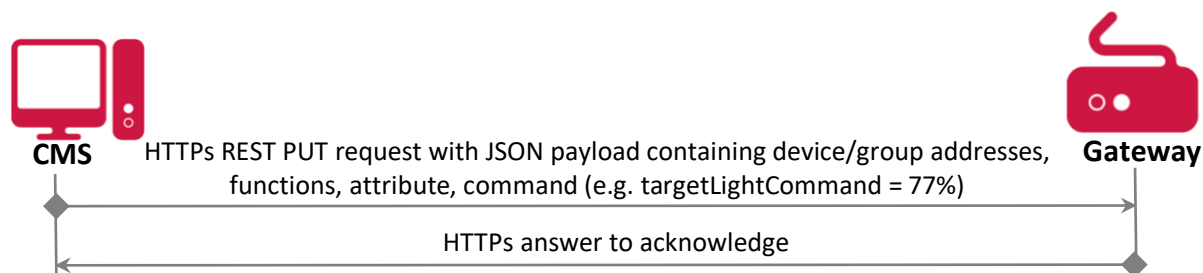 CMS
HTTPs REST PUT request with JSON payload containing device/group addresses,
functions, attribute, command (e.g. targetLightCommand = 77%)
Gateway
HTTPs answer to acknowledge